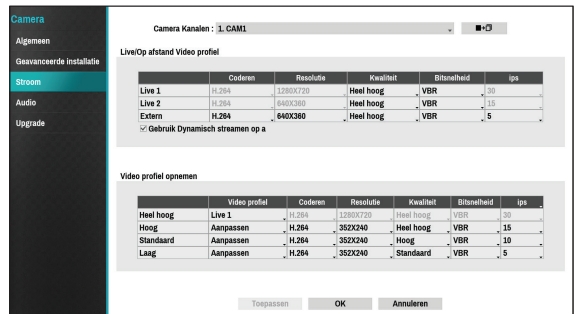 Camera
Algemeen
Geavanceerde installatie
Stroom
Audio
Upgrade
Camera Kanalen : 1. CAM1
Live/Op afstand Video profiel
Coderen Resolutie Kwaliteit Bitsnelheid ips
Live 1 H.264 1280X720 Heel hoog VBR 30
Live 2 H.264 640X360 Heel hoog VBR 15
Extern H.264 640X360 Heel hoog VBR 5
Gebruik Dynamisch streamen op a
Video profiel opnemen
Video profiel Coderen Resolutie Kwaliteit Bitsnelheid ips
Heel hoog Live 1 H.264 1280X720 Heel hoog VBR 30
Hoog Aanpassen H.264 352X240 Heel hoog VBR 15
Standaard Aanpassen H.264 352X240 Hoog VBR 10
Laag Aanpassen H.264 352X240 Standaard VBR 5
Toepassen OK Annuleren